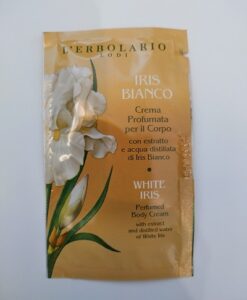 L'ERBOLARIO
LODI
IRIS
BIANCO
Crema
Profumata
per il Corpo
con estratto
e acqua distillata
di Iris Bianco
WHITE
IRIS
Perfumed
Body Cream
with extract
and distilled water
of White Iris